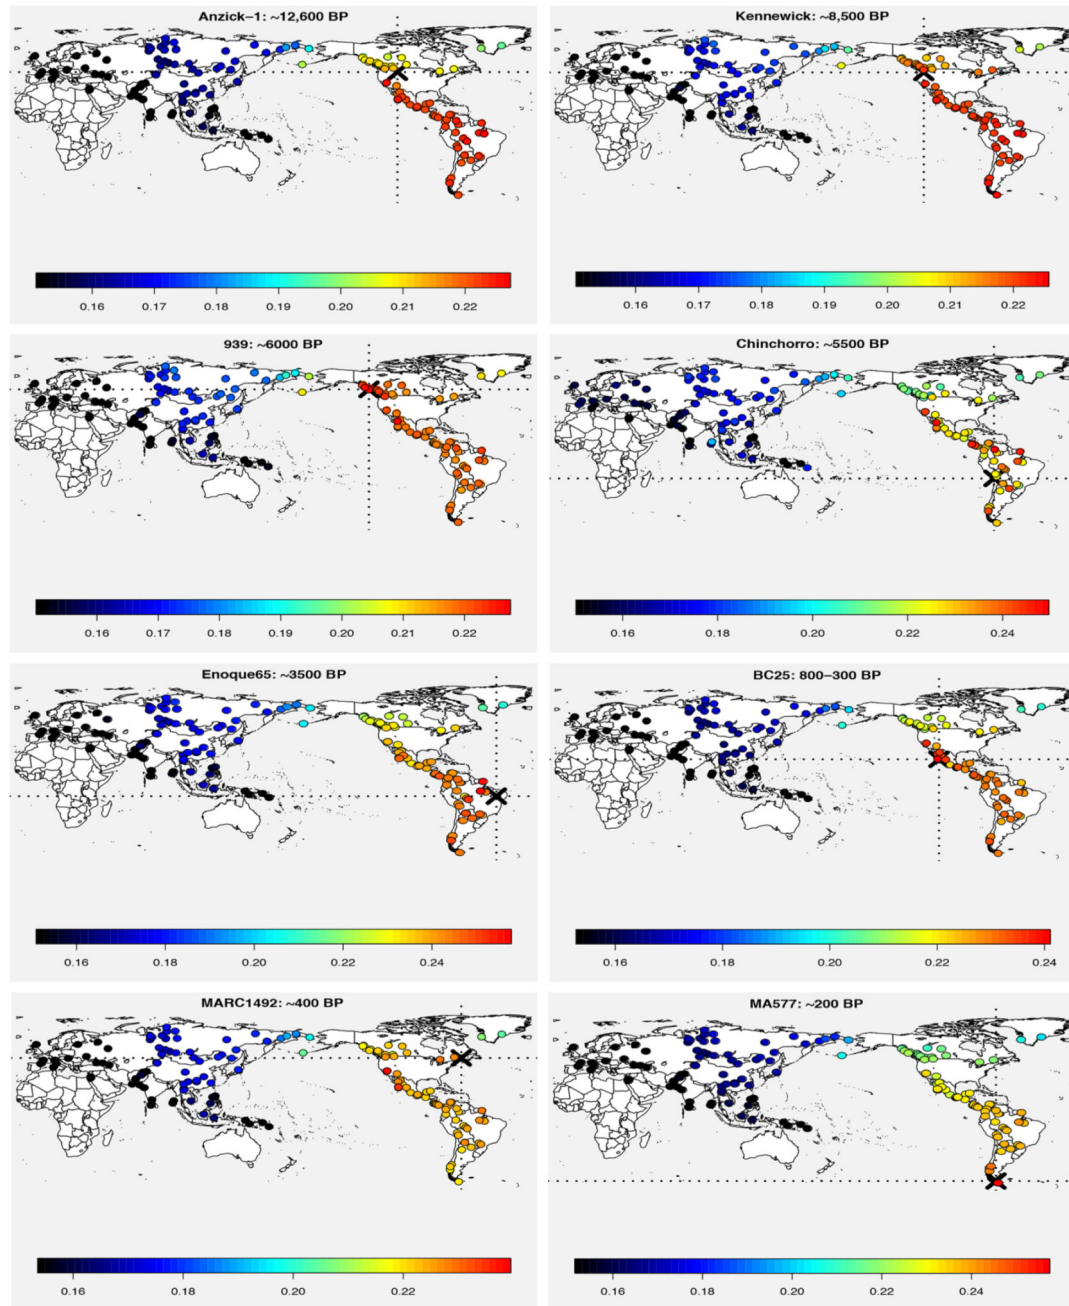 Anzick–1: ~12,600 BP
0.16 0.17 0.18 0.19 0.20 0.21 0.22
Kennewick: ~8,500 BP
0.16 0.17 0.18 0.19 0.20 0.21 0.22
939: ~6000 BP
0.16 0.17 0.18 0.19 0.20 0.21 0.22
Chinchorro: ~5500 BP
0.16 0.18 0.20 0.22 0.24
Enoque65: ~3500 BP
0.16 0.18 0.20 0.22 0.24
BC25: 800–300 BP
0.16 0.18 0.20 0.22 0.24
MARC1492: ~400 BP
0.16 0.18 0.20 0.22
MA577: ~200 BP
0.16 0.18 0.20 0.22 0.24